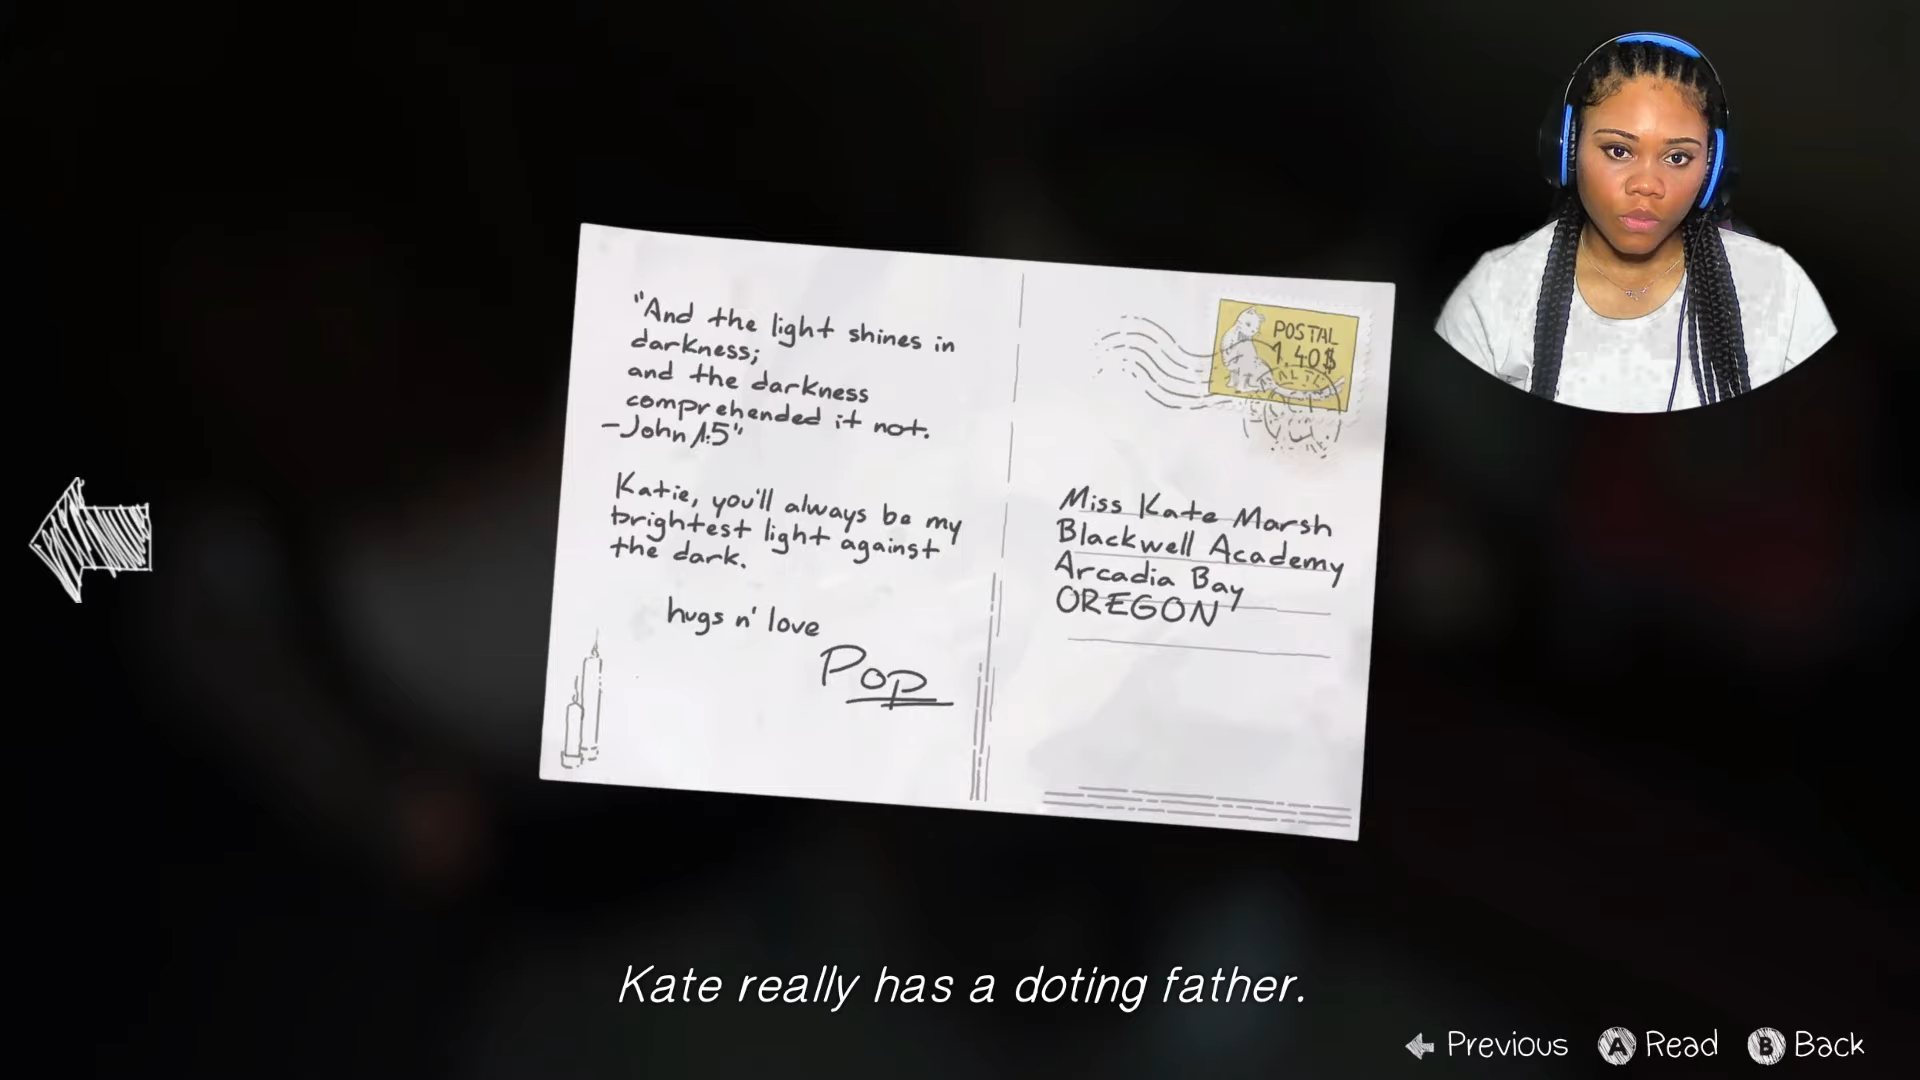 "And the light shines in
darkness;
and the darkness
comprehended it not.
-John 1:5"
Katie, you'll always be my
brightest light against
the dark.
hugs n' love
Pop
POSTAL
1.40$
Miss Kate Marsh
Blackwell Academy
Arcadia Bay
OREGON
Kate really has a doting father.
Previous
A Read
B Back